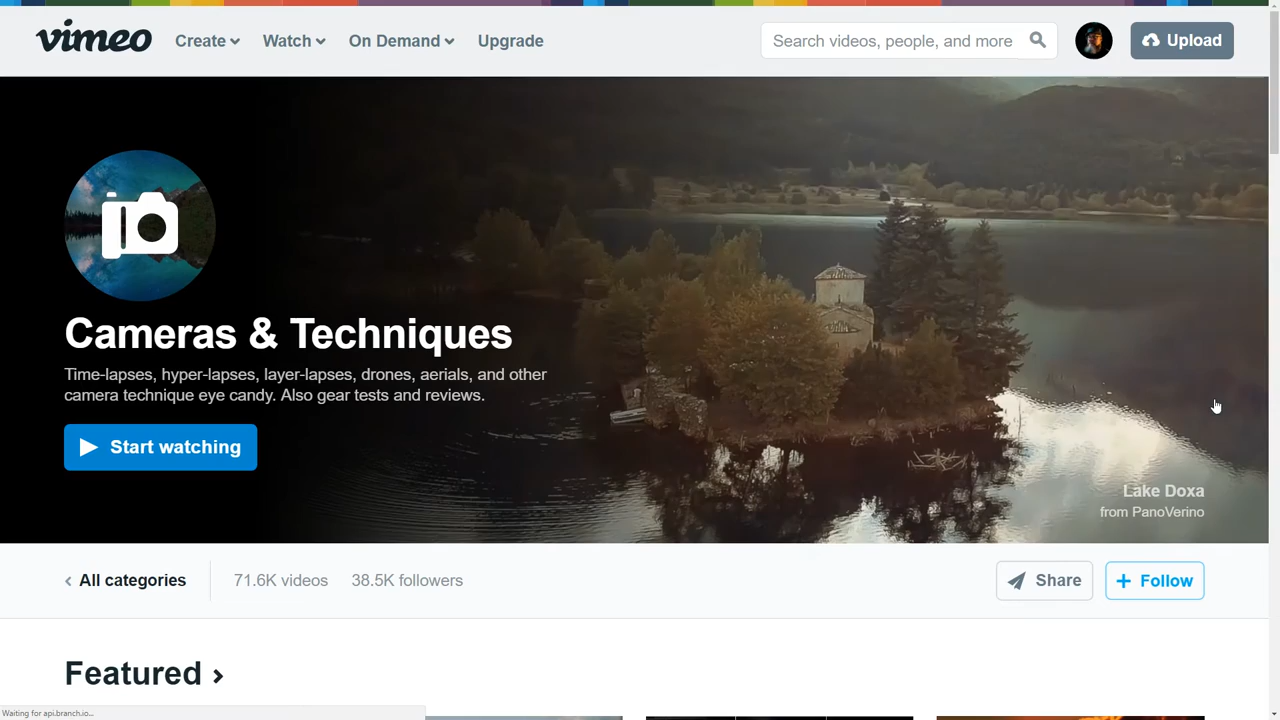 vimeo Create Watch On Demand Upgrade Search videos, people, and more Upload
Cameras & Techniques
Time-lapses, hyper-lapses, layer-lapses, drones, aerials, and other
camera technique eye candy. Also gear tests and reviews.
Start watching
Lake Doxa
from PanoVerino
All categories 71.6K videos 38.5K followers Share + Follow
Featured >
Waiting for api.branch.io...